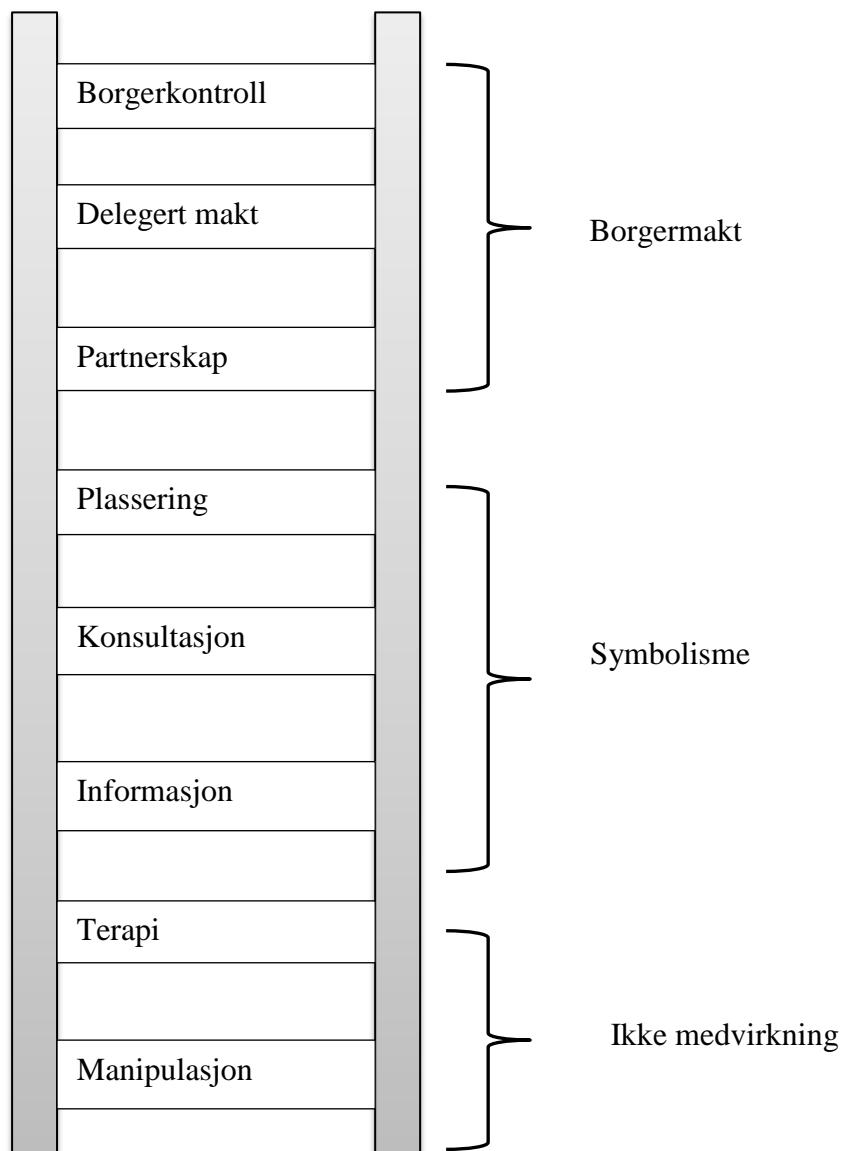 Borgerkontroll
Delegert makt
Borgermakt
Partnerskap
Plassering
Konsultasjon
Symbolisme
Informasjon
Terapi
Ikke medvirkning
Manipulasjon